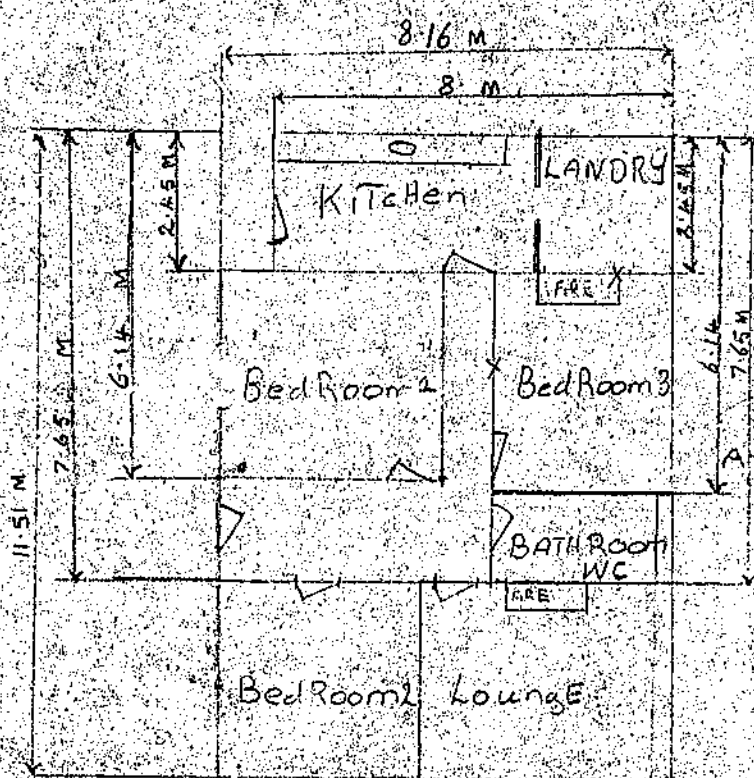 8.16 M
8 M
2.45 M
6.14 M
7.65 M
11.51 M
KiTcHen
LANDRY
2.45 M
6.14
7.65 M
FIRE
BedRoom 1
BedRoom 3
BATHRoom
WC
FIRE
BedRoom 2
LoungE